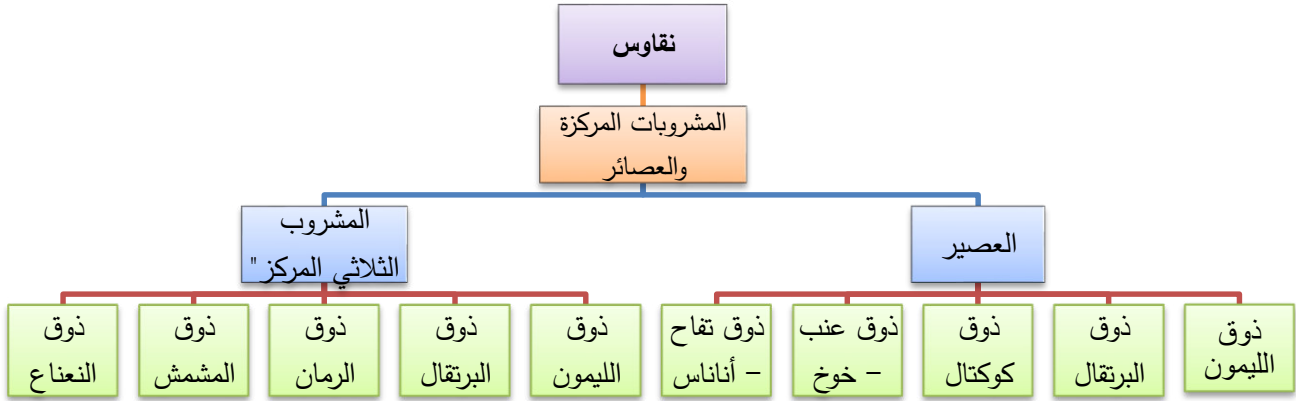 نقاوس
المشروبات المركزة
والعصائر
العصير
المشروب
الثلاثي المركز "
ذوق
الليمون
ذوق
البرتقال
ذوق
كوكتال
ذوق عنب
– خوخ
ذوق تفاح
– أناناس
ذوق
الليمون
ذوق
البرتقال
ذوق
الرمان
ذوق
المشمش
ذوق
النعناع